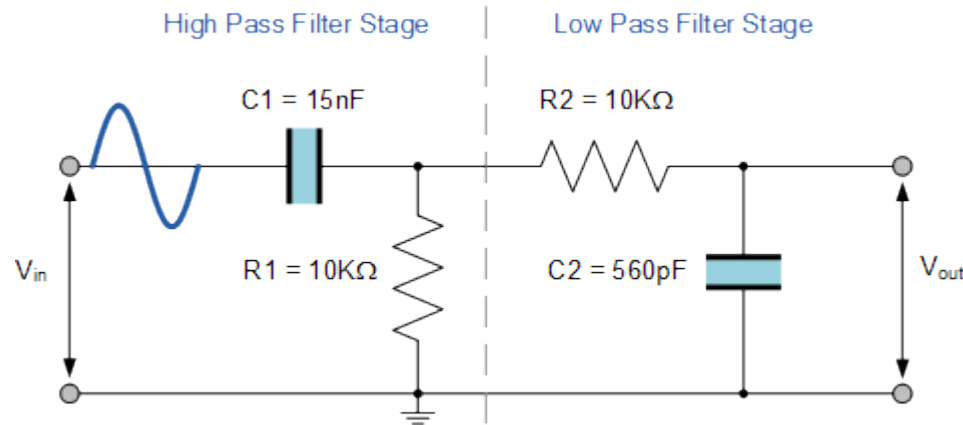 High Pass Filter Stage
Low Pass Filter Stage
C1 = 15nF
R2 = 10KΩ
Vin
R1 = 10KΩ
C2 = 560pF
Vout